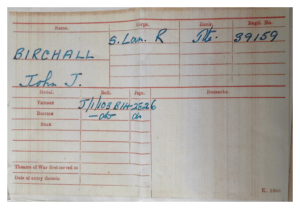 Name. Corps. Rank. Regtl. No.
BIRCHALL S. Lan. R Pte. 39159
John J.
Medal. Roll. Page. Remarks.
VICTORY J/1/103 B14 2526
BRITISH —do— do
STAR
Theatre of War first served in
Date of entry therein
K. 1380.